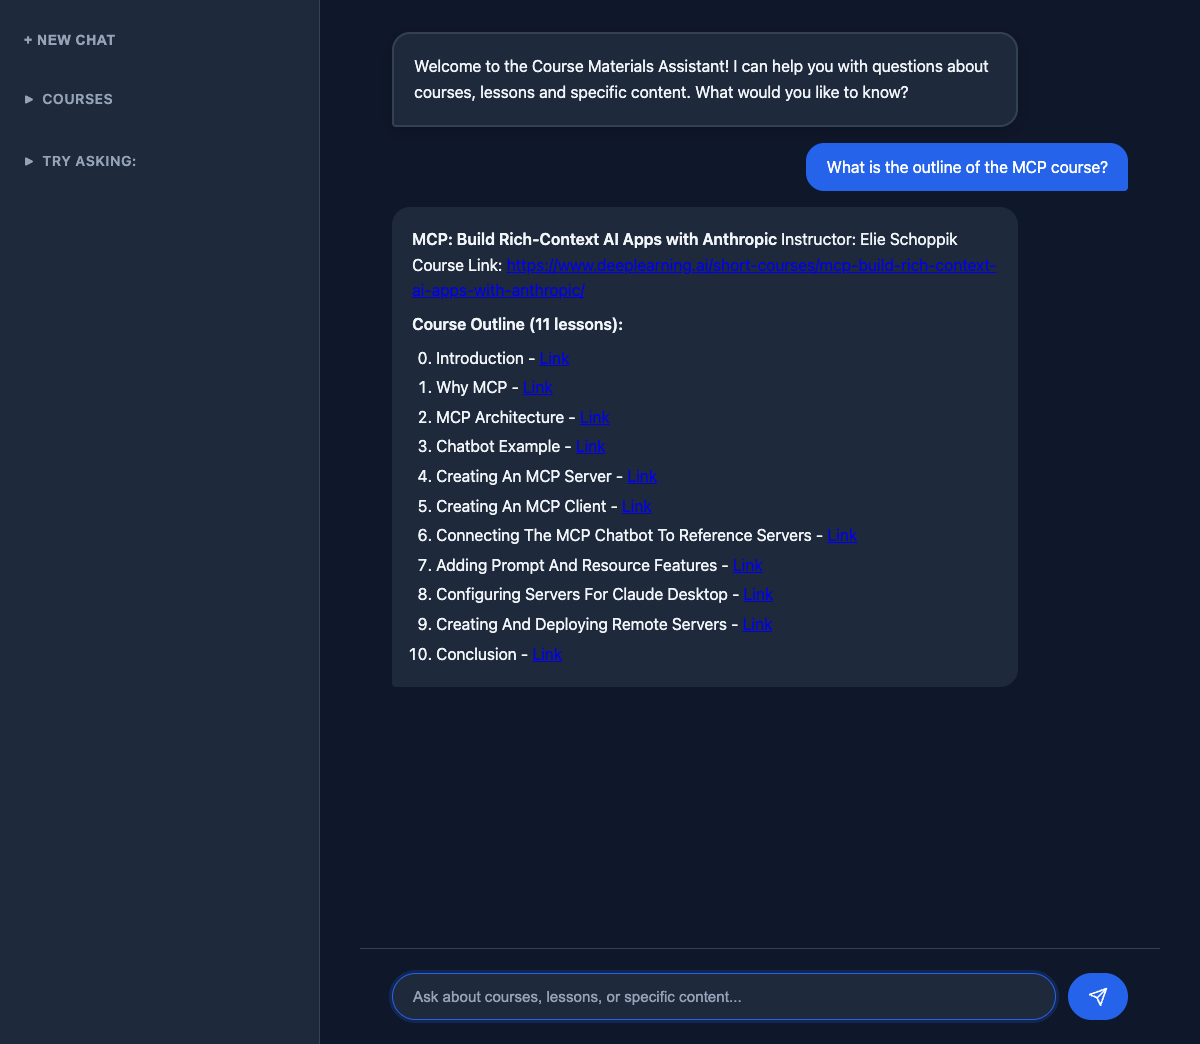 + NEW CHAT
▶ COURSES
▶ TRY ASKING:
Welcome to the Course Materials Assistant! I can help you with questions about
courses, lessons and specific content. What would you like to know?
What is the outline of the MCP course?
MCP: Build Rich-Context AI Apps with Anthropic Instructor: Elie Schoppik
Course Link: https://www.deeplearning.ai/short-courses/mcp-build-rich-context-
ai-apps-with-anthropic/
Course Outline (11 lessons):
0. Introduction - Link
1. Why MCP - Link
2. MCP Architecture - Link
3. Chatbot Example - Link
4. Creating An MCP Server - Link
5. Creating An MCP Client - Link
6. Connecting The MCP Chatbot To Reference Servers - Link
7. Adding Prompt And Resource Features - Link
8. Configuring Servers For Claude Desktop - Link
9. Creating And Deploying Remote Servers - Link
10. Conclusion - Link
Ask about courses, lessons, or specific content...